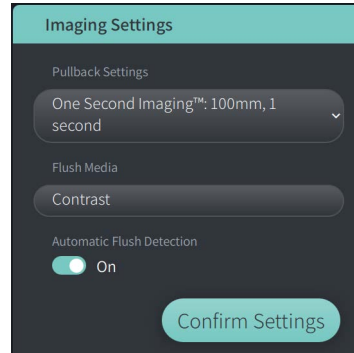 Imaging Settings
Pullback Settings
One Second Imaging™: 100mm, 1
second
Flush Media
Contrast
Automatic Flush Detection
On
Confirm Settings